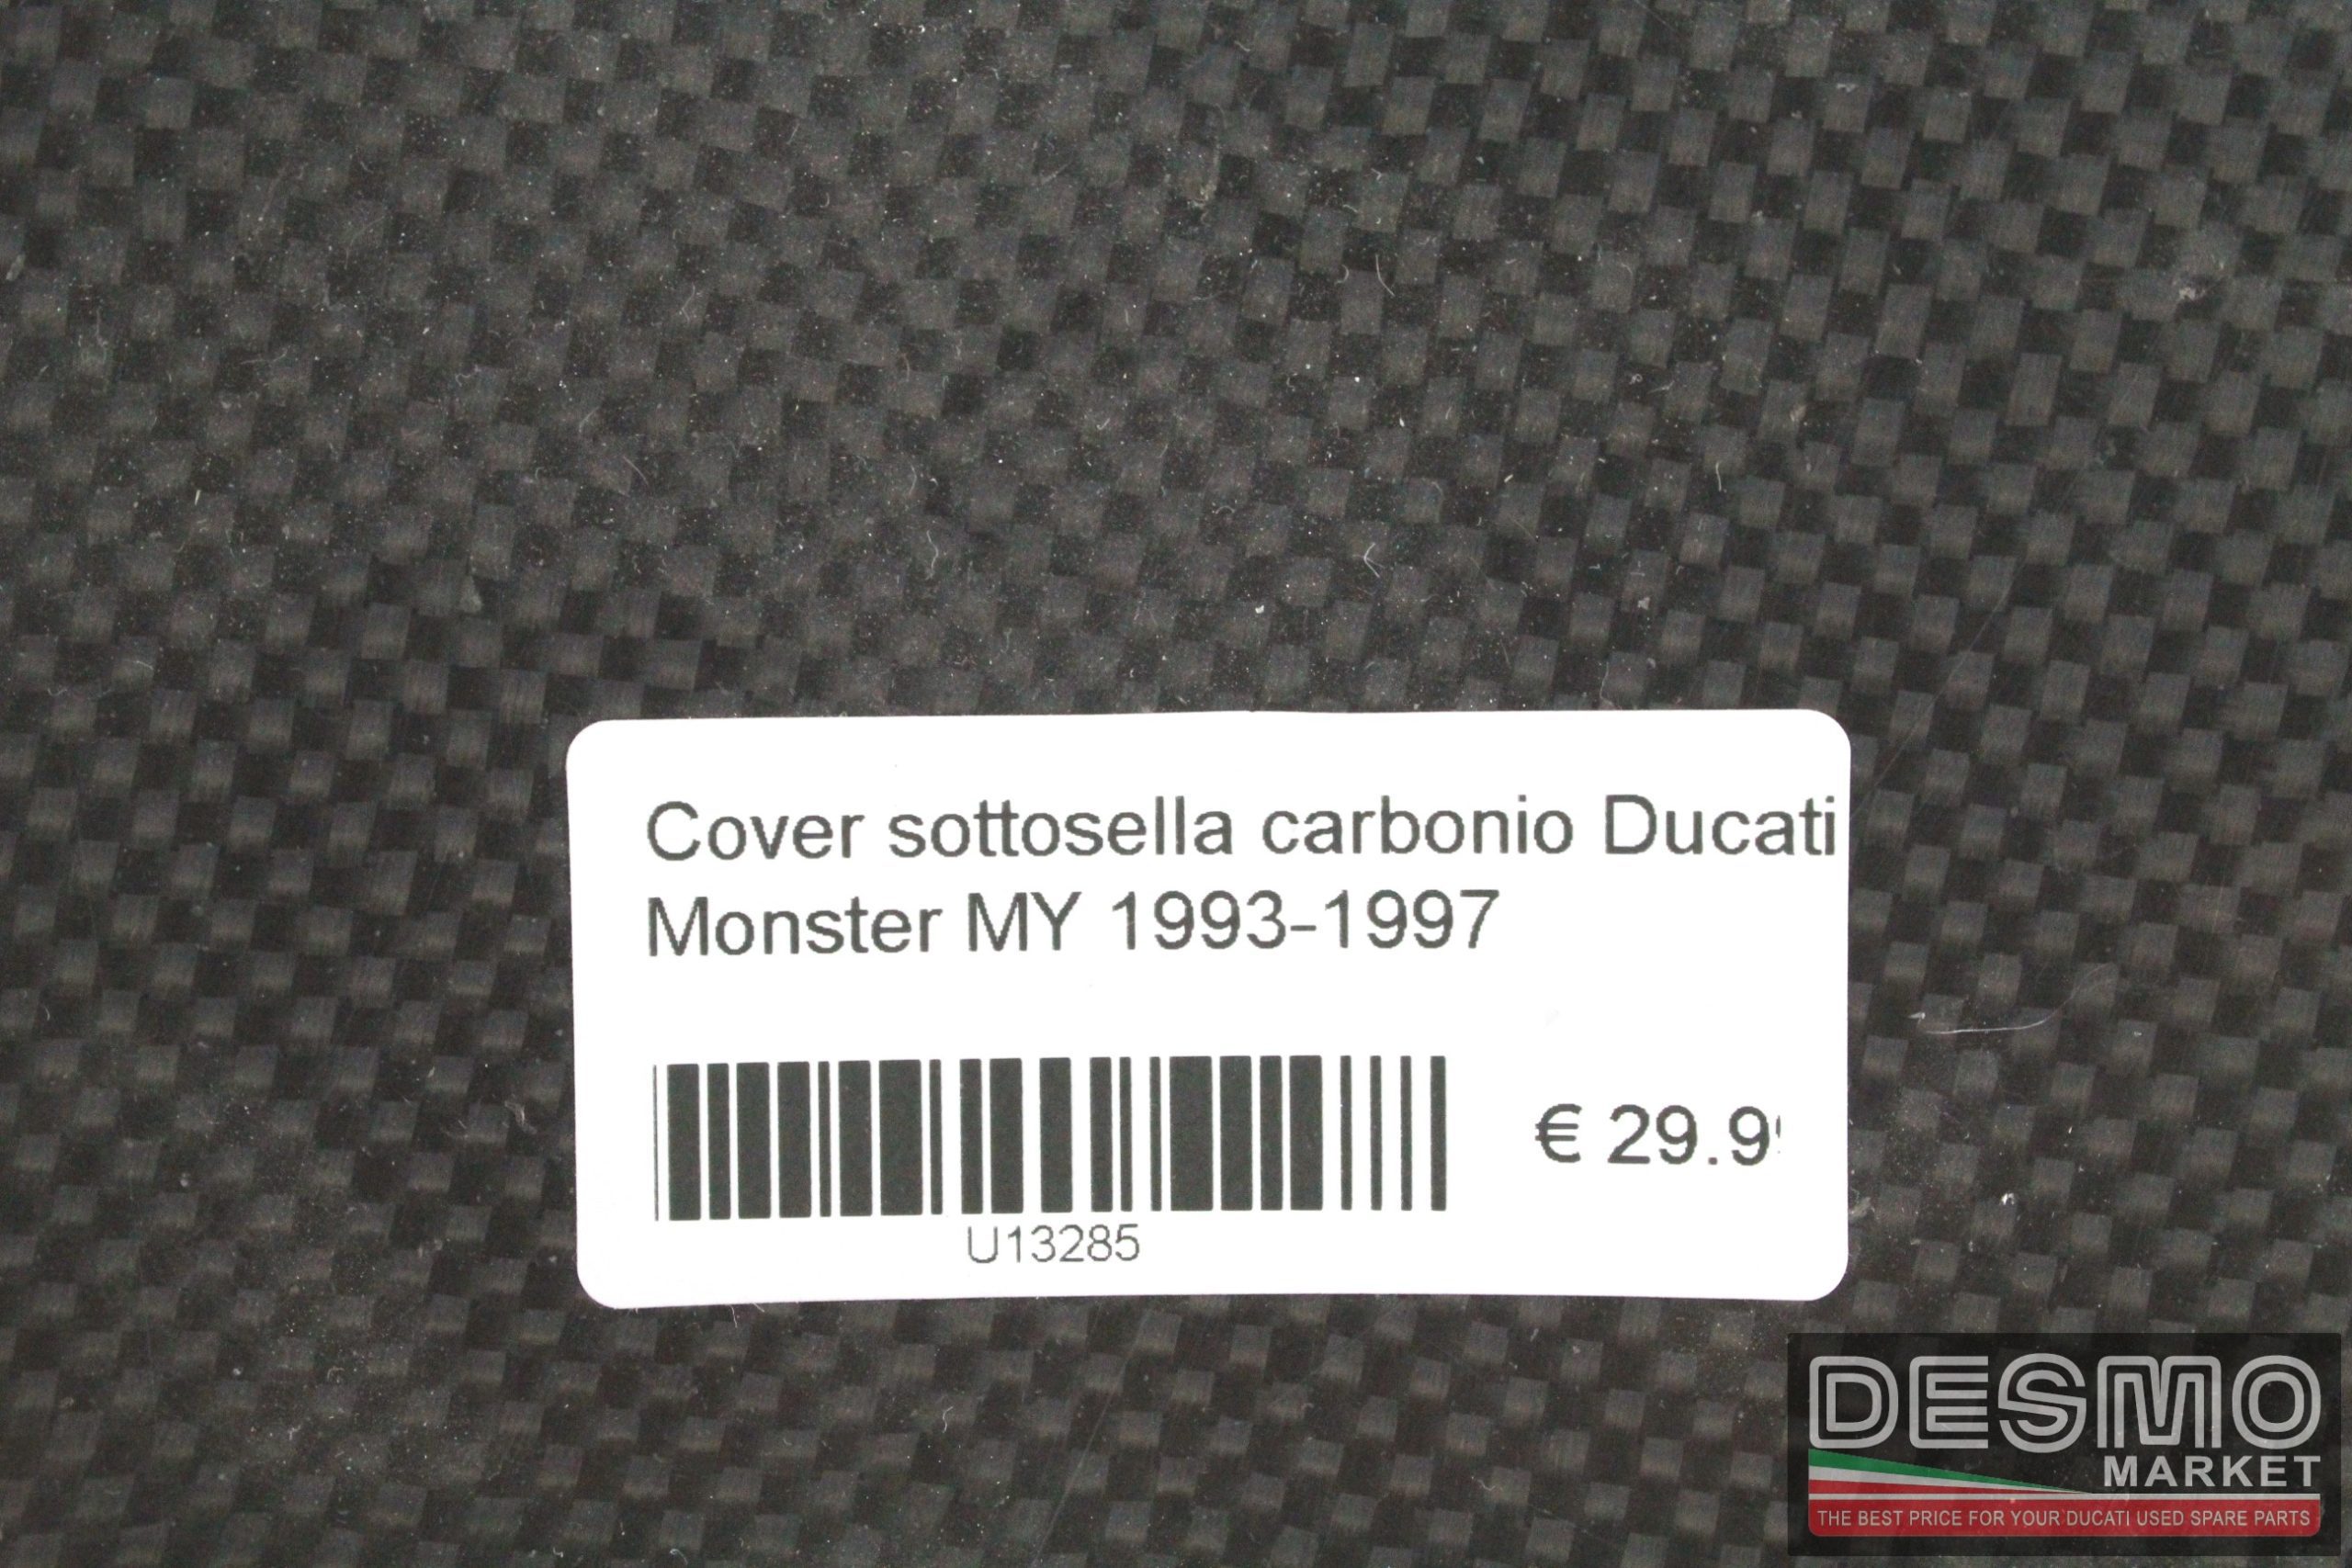 Cover sottosella carbonio Ducati
Monster MY 1993-1997
€ 29.9
U13285
DESMO
MARKET
THE BEST PRICE FOR YOUR DUCATI USED SPARE PARTS